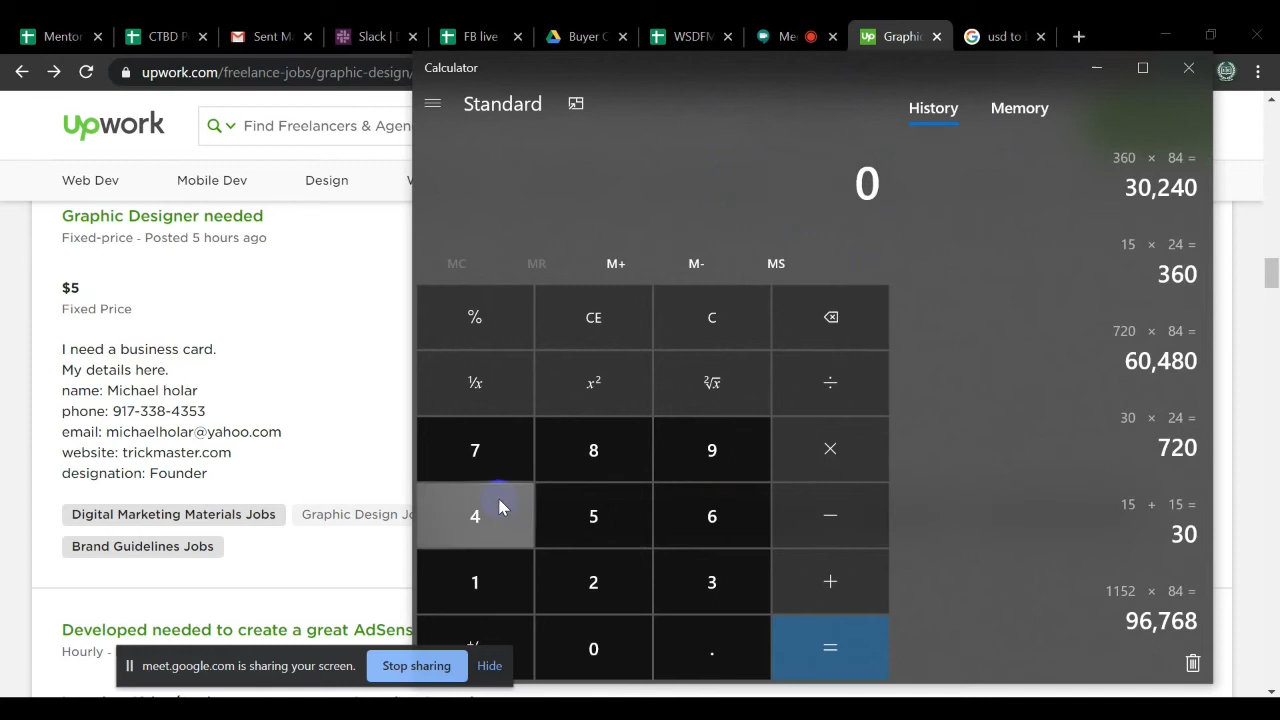 Mentor
CTBD P
Sent Ma
Slack | D
FB live
Buyer C
WSDFM
Me
Up Graphic
usd to
upwork.com/freelance-jobs/graphic-design/
Calculator
Standard
History
Memory
upwork
Find Freelancers & Agen
Web Dev
Mobile Dev
Design
W
0
360 × 84 =
30,240
15 × 24 =
360
720 × 84 =
60,480
30 × 24 =
720
15 + 15 =
30
1152 × 84 =
96,768
MC MR M+ M- MS
% CE C
⅟x x² ²√x ÷
7 8 9 ×
4 5 6 −
1 2 3 +
+/ 0 . =
Graphic Designer needed
Fixed-price - Posted 5 hours ago
$5
Fixed Price
I need a business card.
My details here.
name: Michael holar
phone: 917-338-4353
email: michaelholar@yahoo.com
website: trickmaster.com
designation: Founder
Digital Marketing Materials Jobs
Graphic Design Jo
Brand Guidelines Jobs
Developed needed to create a great AdSens
Hourly -
meet.google.com is sharing your screen.
Stop sharing
Hide